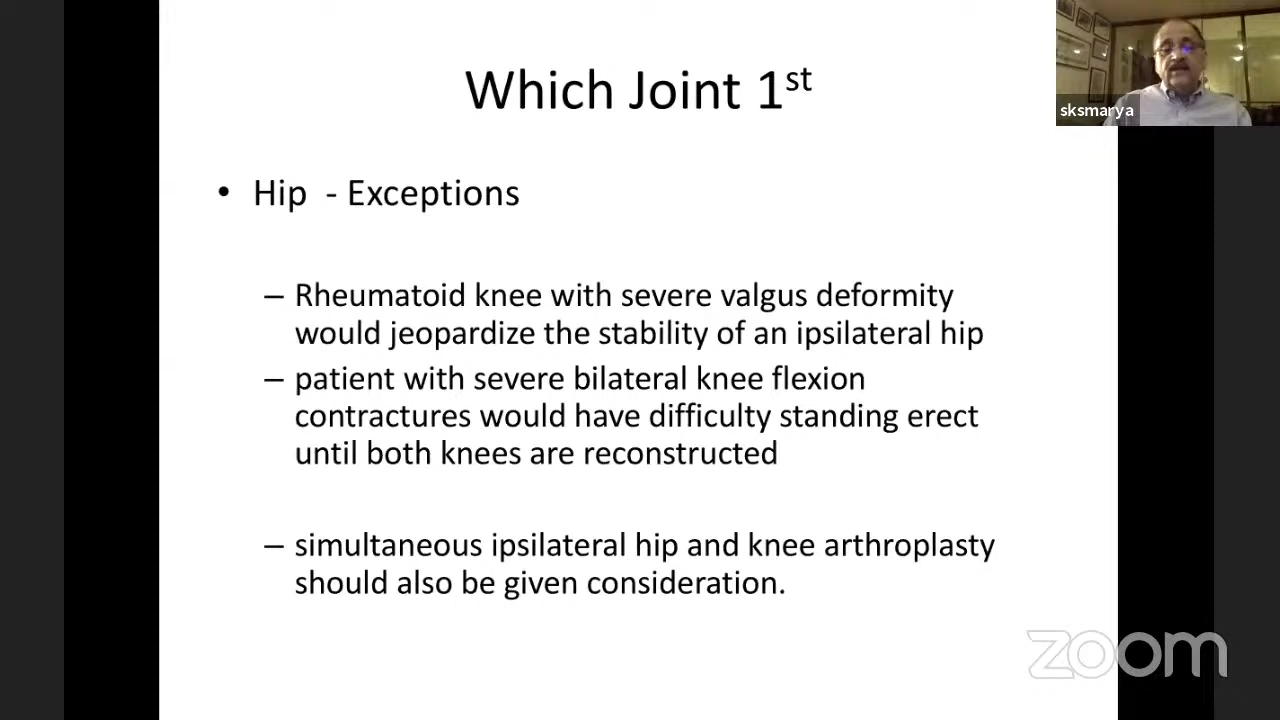 Which Joint 1st
sksmarya
• Hip - Exceptions
– Rheumatoid knee with severe valgus deformity
would jeopardize the stability of an ipsilateral hip
– patient with severe bilateral knee flexion
contractures would have difficulty standing erect
until both knees are reconstructed
– simultaneous ipsilateral hip and knee arthroplasty
should also be given consideration.
zoom